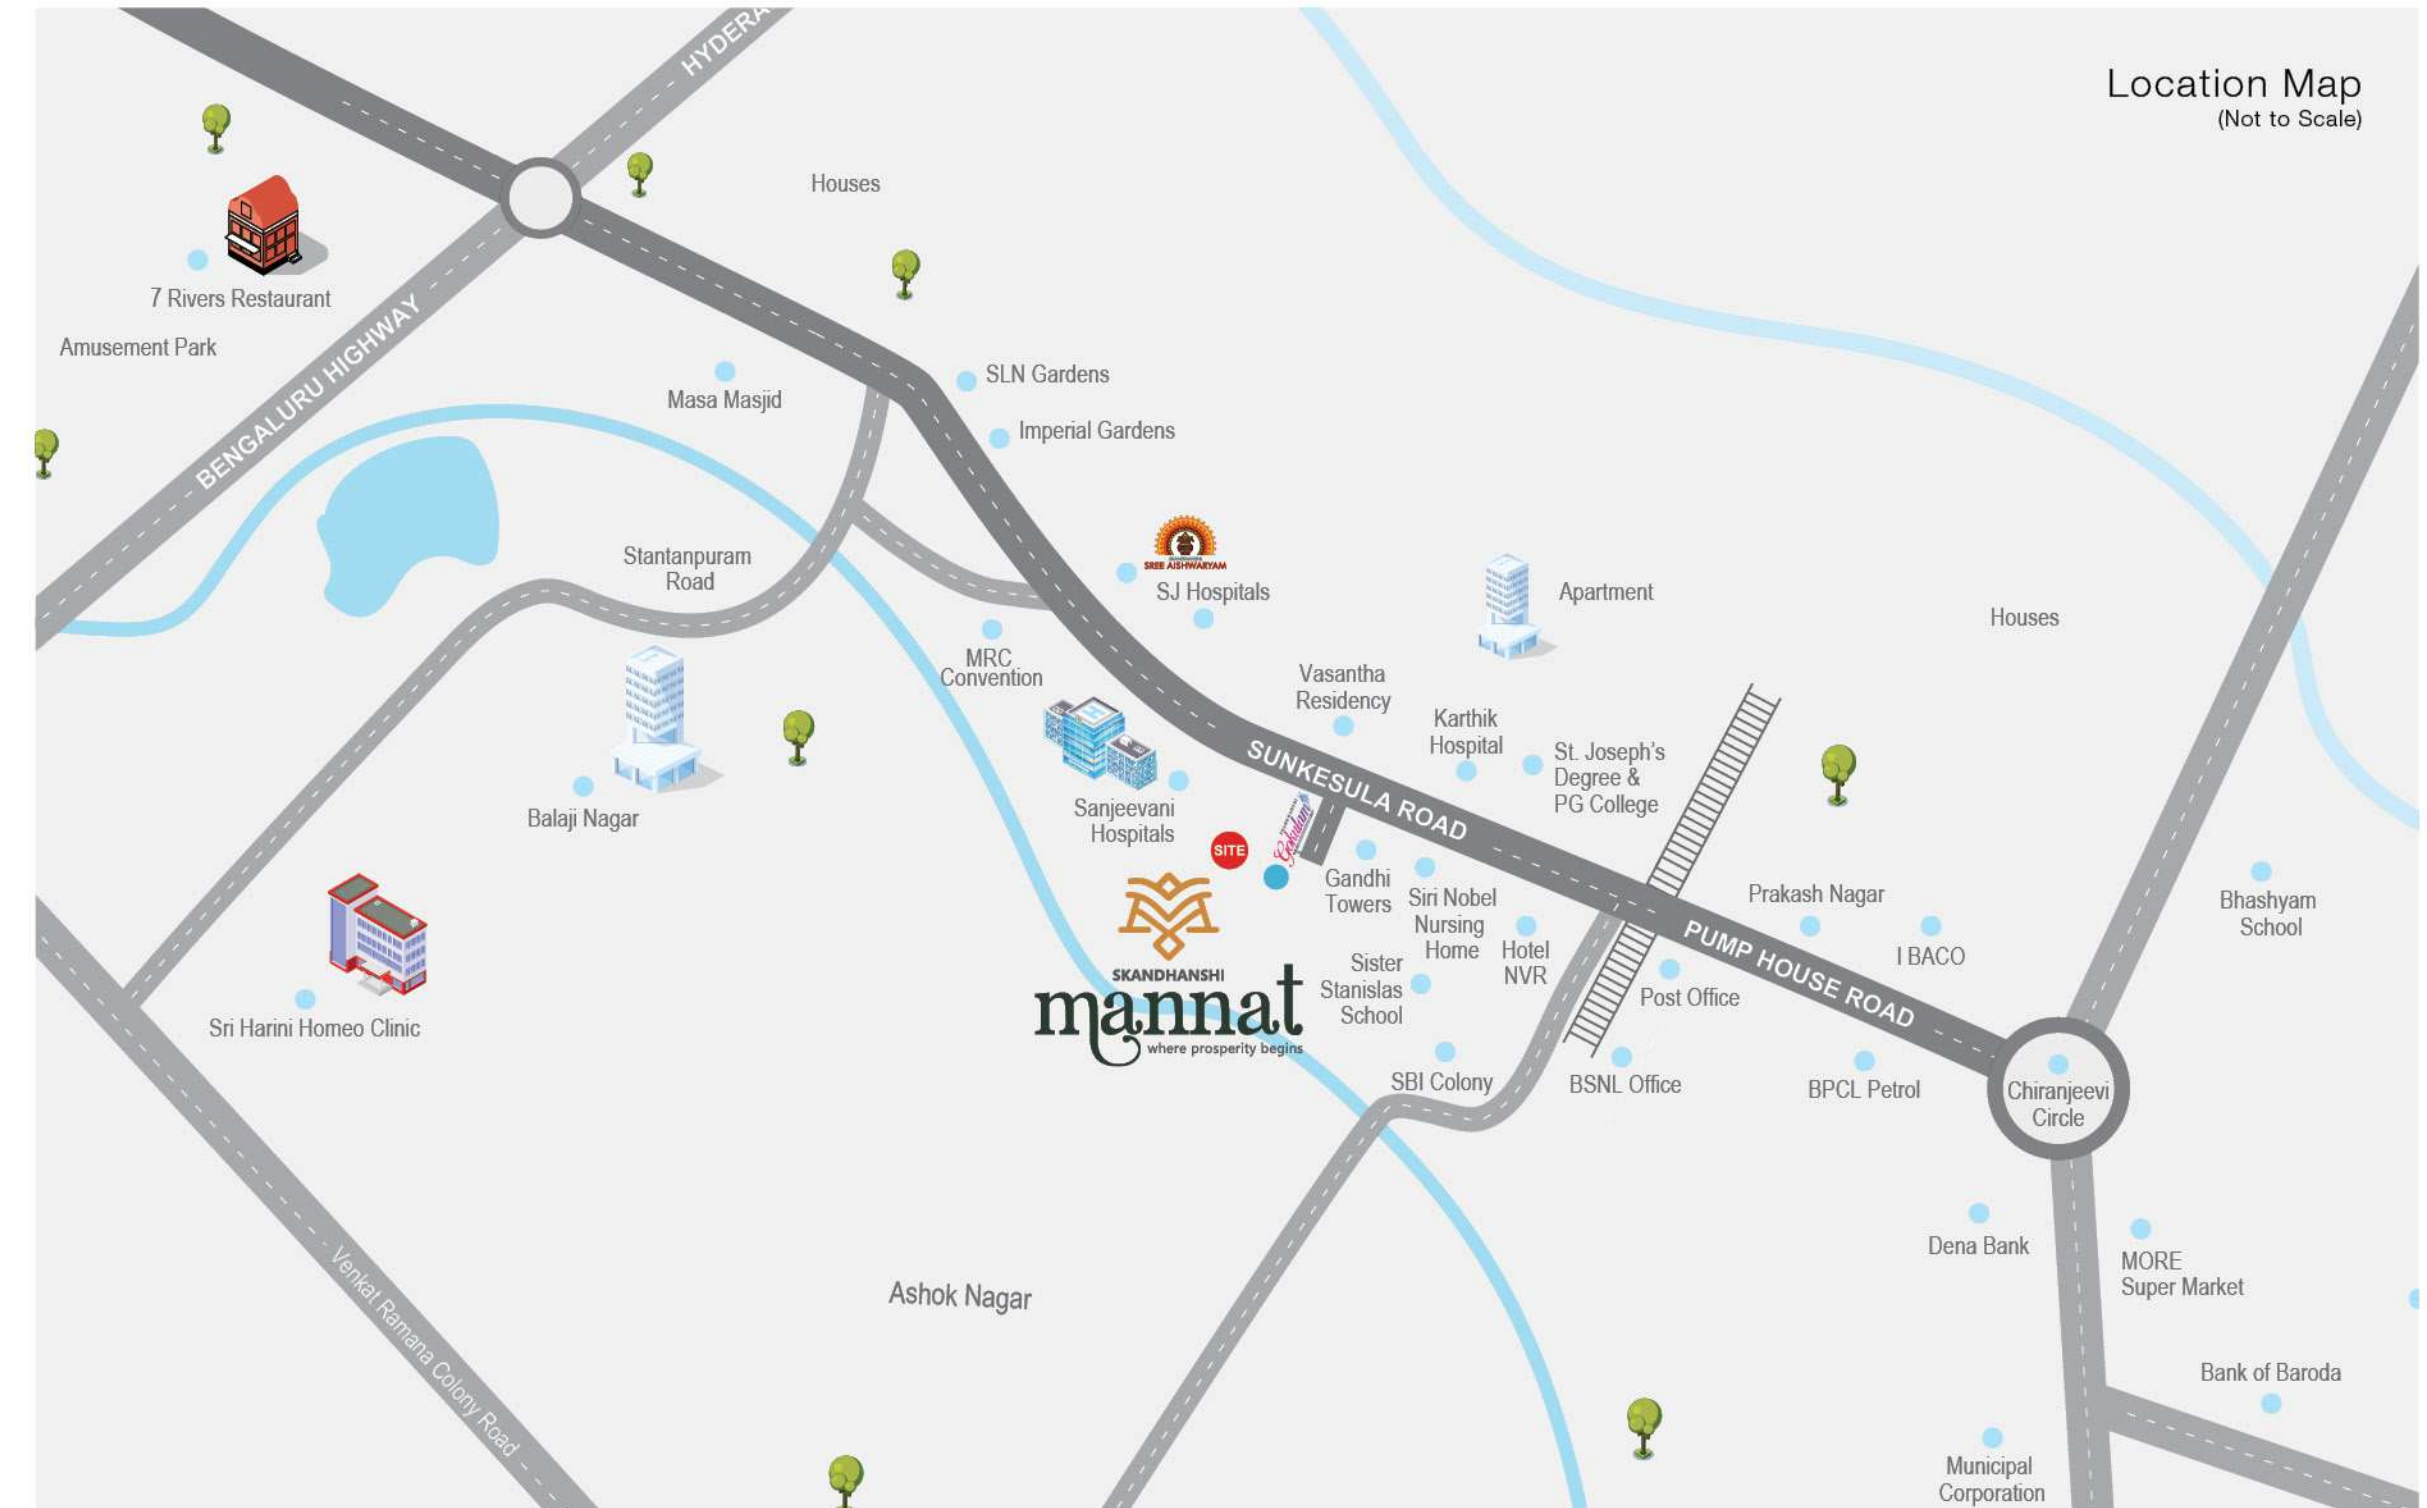 HYDERA
Location Map
(Not to Scale)
Houses
7 Rivers Restaurant
Amusement Park
BENGALURU HIGHWAY
Masa Masjid
SLN Gardens
Imperial Gardens
Stantanpuram
Road
SREE AISHWARYAM
SJ Hospitals
Apartment
Houses
MRC
Convention
Vasantha
Residency
Karthik
Hospital
St. Joseph's
Degree &
PG College
SUNKESULA ROAD
Balaji Nagar
Sanjeevani
Hospitals
SITE
Gokulam
Gandhi
Towers
Siri Nobel
Nursing
Home
Hotel
NVR
Sister
Stanislas
School
Prakash Nagar
I BACO
Bhashyam
School
PUMP HOUSE ROAD
Post Office
SKANDHANSHI
mannat
where prosperity begins
Sri Harini Homeo Clinic
SBI Colony
BSNL Office
BPCL Petrol
Chiranjeevi
Circle
Dena Bank
MORE
Super Market
Ashok Nagar
Venkat Ramana Colony Road
Bank of Baroda
Municipal
Corporation